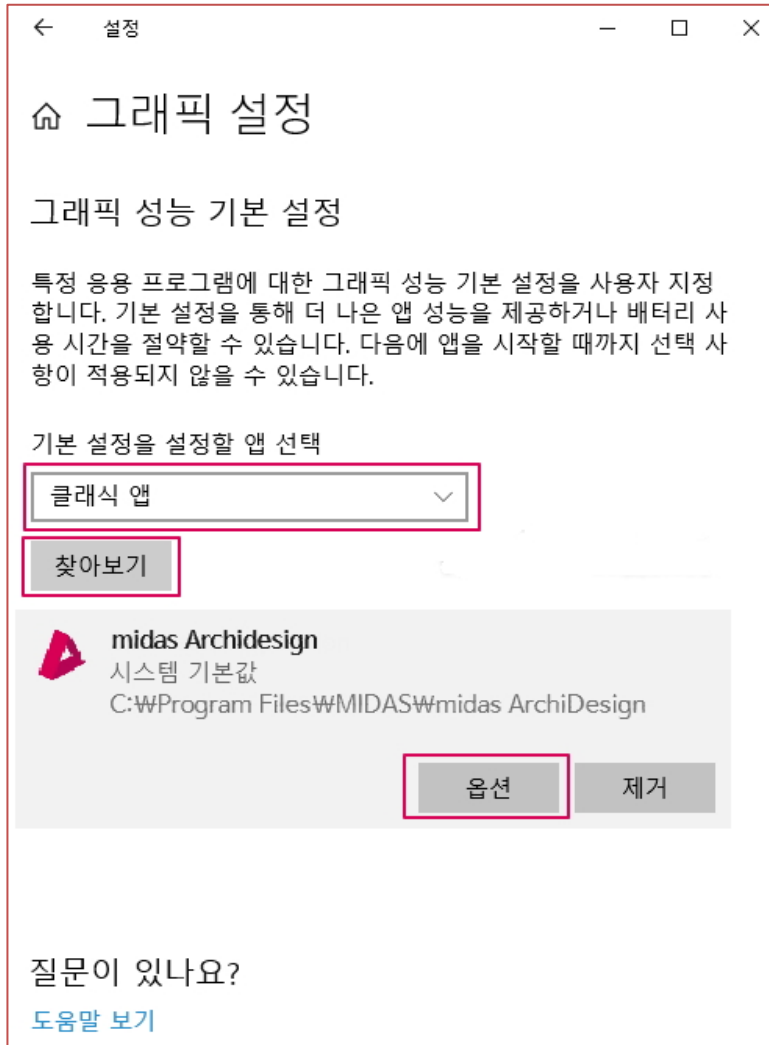 설정
그래픽 설정
그래픽 성능 기본 설정
특정 응용 프로그램에 대한 그래픽 성능 기본 설정을 사용자 지정
합니다. 기본 설정을 통해 더 나은 앱 성능을 제공하거나 배터리 사
용 시간을 절약할 수 있습니다. 다음에 앱을 시작할 때까지 선택 사
항이 적용되지 않을 수 있습니다.
기본 설정을 설정할 앱 선택
클래식 앱
찾아보기
midas Archidesign
시스템 기본값
C:₩Program Files₩MIDAS₩midas ArchiDesign
옵션 제거
질문이 있나요?
도움말 보기